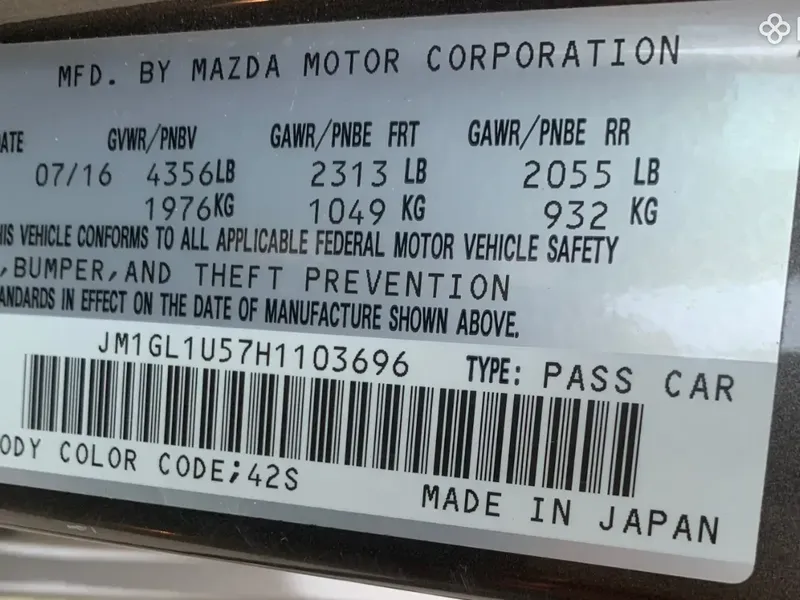 MFD. BY MAZDA MOTOR CORPORATION
ATE GVWR/PNBV GAWR/PNBE FRT GAWR/PNBE RR
07/16 4356LB 2313 LB 2055 LB
1976KG 1049 KG 932 KG
IS VEHICLE CONFORMS TO ALL APPLICABLE FEDERAL MOTOR VEHICLE SAFETY
,BUMPER,AND THEFT PREVENTION
ANDARDS IN EFFECT ON THE DATE OF MANUFACTURE SHOWN ABOVE.
JM1GL1U57H1103696 TYPE: PASS CAR
ODY COLOR CODE;42S
MADE IN JAPAN